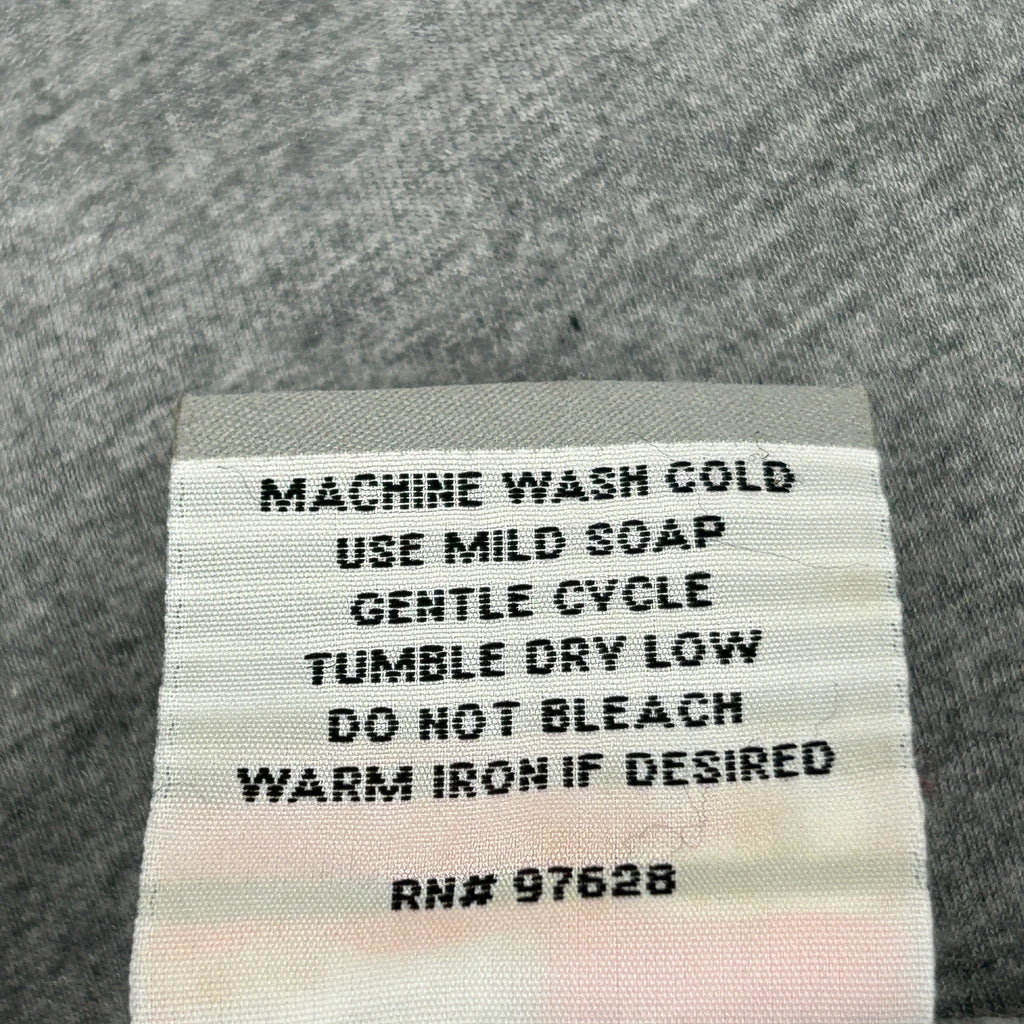 MACHINE WASH COLD
USE MILD SOAP
GENTLE CYCLE
TUMBLE DRY LOW
DO NOT BLEACH
WARM IRON IF DESIRED
RN# 97628